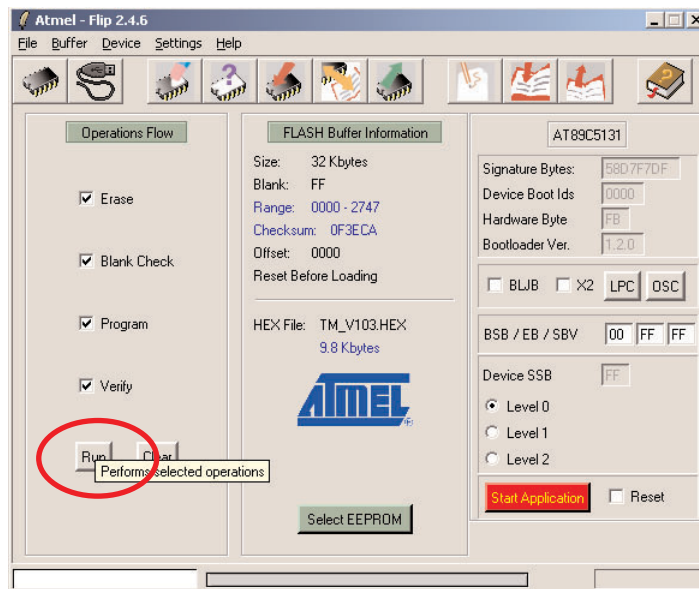 Atmel - Flip 2.4.6
File Buffer Device Settings Help
Operations Flow
Erase
Blank Check
Program
Verify
Run Clear
Performs selected operations
FLASH Buffer Information
Size: 32 Kbytes
Blank: FF
Range: 0000 - 2747
Checksum: 0F3ECA
Offset: 0000
Reset Before Loading
HEX File: TM_V103.HEX
9.8 Kbytes
ATMEL
®
Select EEPROM
AT89C5131
Signature Bytes: 58D7F7DF
Device Boot Ids 0000
Hardware Byte FB
Bootloader Ver. 1.2.0
BLJB X2 LPC OSC
BSB / EB / SBV 00 FF FF
Device SSB FF
Level 0
Level 1
Level 2
Start Application Reset